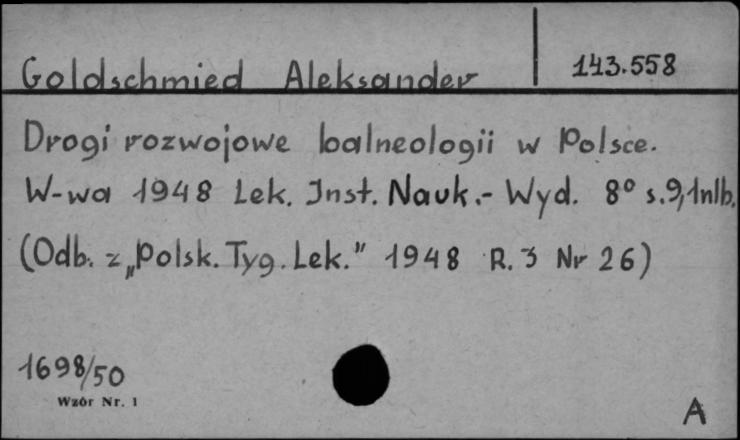 Goldschmied Aleksander 143.558
Drogi rozwojowe balneologii w Polsce.
W-wa 1948 Lek. Inst. Nauk.- Wyd. 8° s.9,1nlb.
(Odb. z „Polsk. Tyg. Lek." 1948 R. 3 Nr 26)
1698/50
Wzór Nr. 1
A